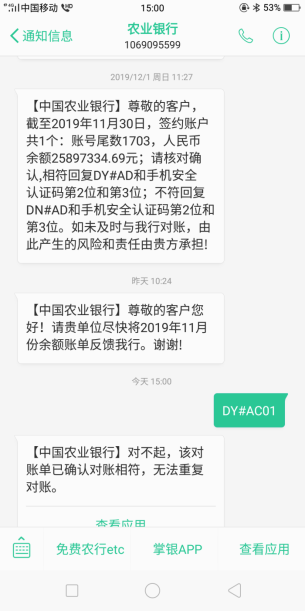 中国移动 15:00 53%
通知信息 农业银行
1069095599
2019/12/1 周日 11:27
【中国农业银行】尊敬的客户，
截至2019年11月30日，签约账户
共1个：账号尾数1703，人民币
余额25897334.69元；请核对确
认,相符回复DY#AD和手机安全
认证码第2位和第3位；不符回复
DN#AD和手机安全认证码第2位和
第3位。如未及时与我行对账，由
此产生的风险和责任由贵方承担!
昨天 10:24
【中国农业银行】尊敬的客户您
好！请贵单位尽快将2019年11月
份余额账单反馈我行。谢谢!
今天 15:00
DY#AC01
【中国农业银行】对不起，该对
账单已确认对账相符，无法重复
对账。
查看应用
免费农行etc 掌银APP 查看应用